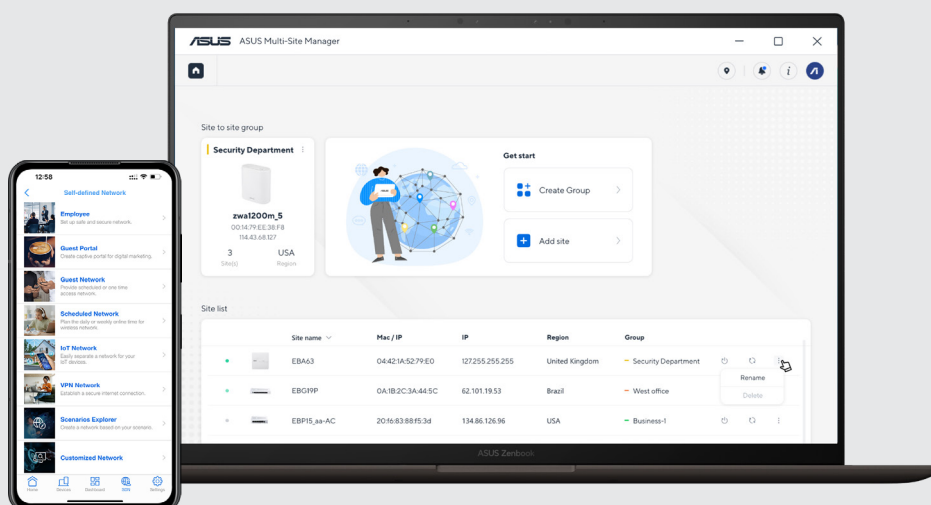 ASUS ASUS Multi-Site Manager
Site to site group
Security Department
zwa1200m_5
00:14:79:EE:38:F8
114.43.68.127
3 USA
Site(s) Region
Get start
Create Group
Add site
Site list
Site name Mac / IP IP Region Group
EBA63 04:42:1A:52:79:E0 127.255.255.255 United Kingdom Security Department
Rename
Delete
EBG19P 0A:1B:2C:3A:44:5C 62.101.19.53 Brazil West office
EBP15_aa-AC 20:f6:83:88:f5:3d 134.86.126.96 USA Business-1
ASUS Zenbook
12:58
Self-defined Network
Employee
Set up safe and secure network.
Guest Portal
Create captive portal for digital marketing.
Guest Network
Provide scheduled or one time
access network.
Scheduled Network
Plan the daily or weekly online time for
wireless network.
IoT Network
Easily separate a network for your
IoT devices.
VPN Network
Establish a secure internet connection.
Scenarios Explorer
Create a network based on your scenario.
Customized Network
Home Devices Dashboard SDN Settings